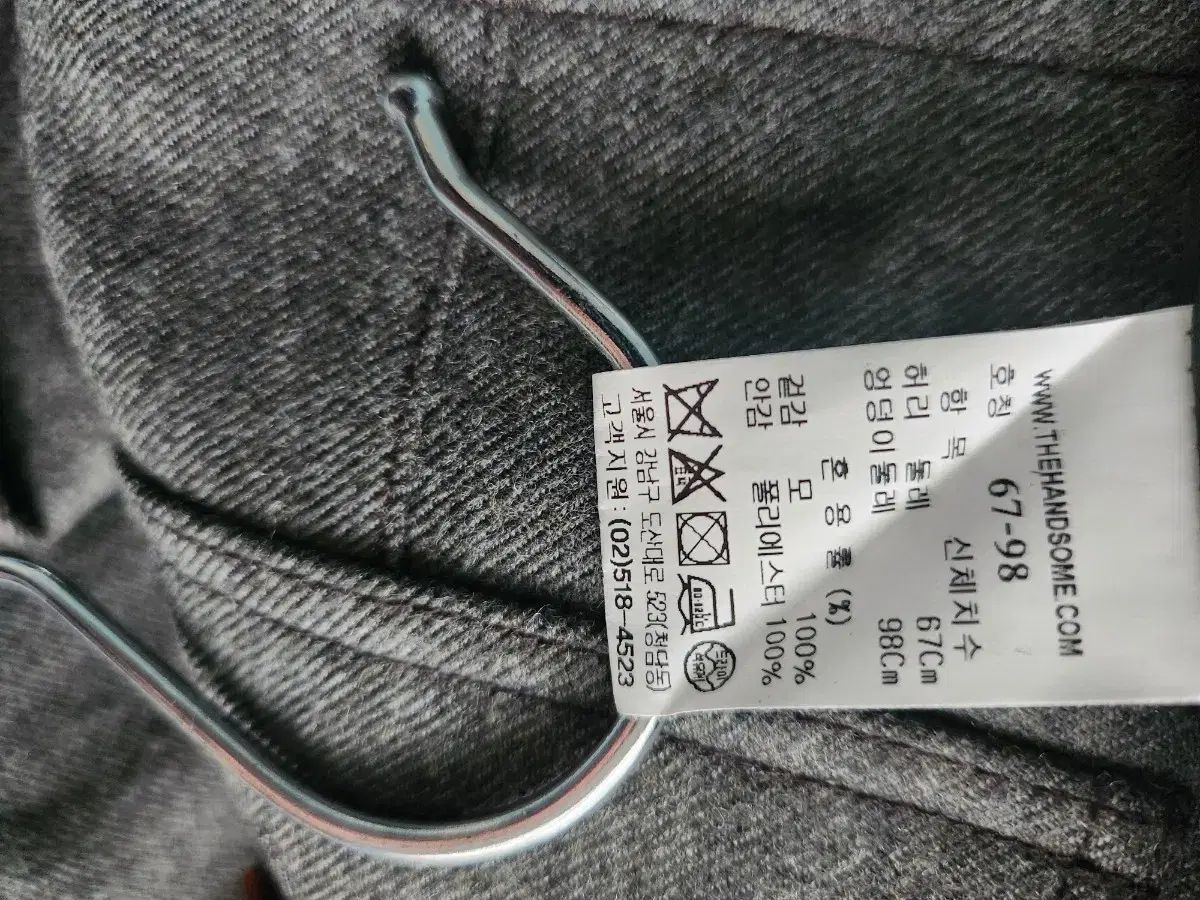 WWW.THEHANDSOME.COM
호칭 67-98
항 목 신체치수
허리 둘레 67Cm
엉덩이둘레 98Cm
혼 용 률 (%)
겉감 모 100%
안감 폴리에스터 100%
드라이
서울시 강남구 도산대로 523(청담동)
고객지원 : (02)518-4523